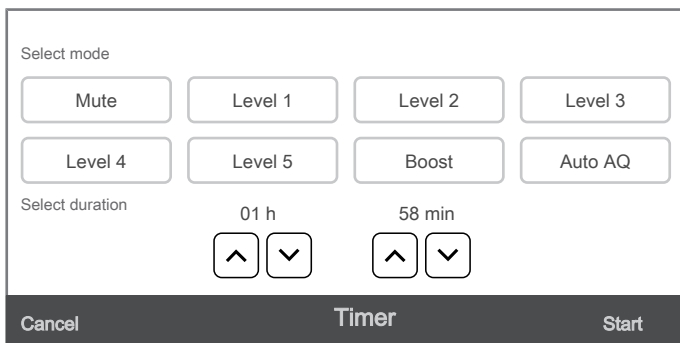 Select mode
Mute Level 1 Level 2 Level 3
Level 4 Level 5 Boost Auto AQ
Select duration 01 h 58 min
Cancel Timer Start